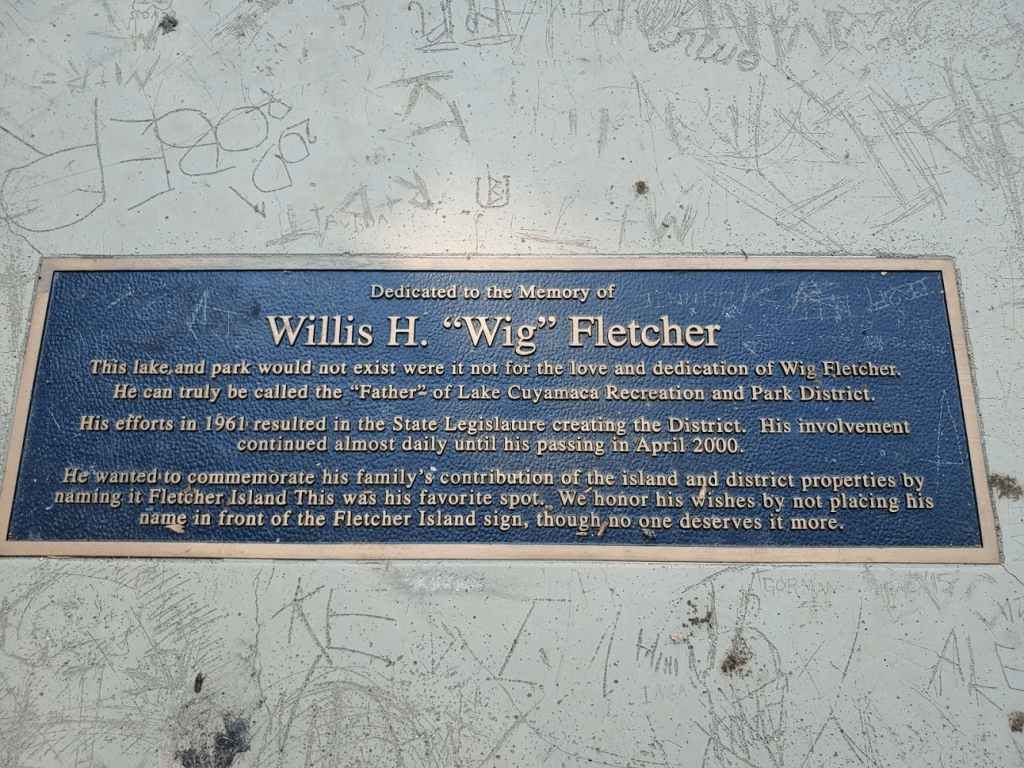 Dedicated to the Memory of
Willis H. “Wig” Fletcher
This lake, and park would not exist were it not for the love and dedication of Wig Fletcher.
He can truly be called the “Father” of Lake Cuyamaca Recreation and Park District.
His efforts in 1961 resulted in the State Legislature creating the District. His involvement
continued almost daily until his passing in April 2000.
He wanted to commemorate his family’s contribution of the island and district properties by
naming it Fletcher Island This was his favorite spot. We honor his wishes by not placing his
name in front of the Fletcher Island sign, though no one deserves it more.
GORMAN
INGA